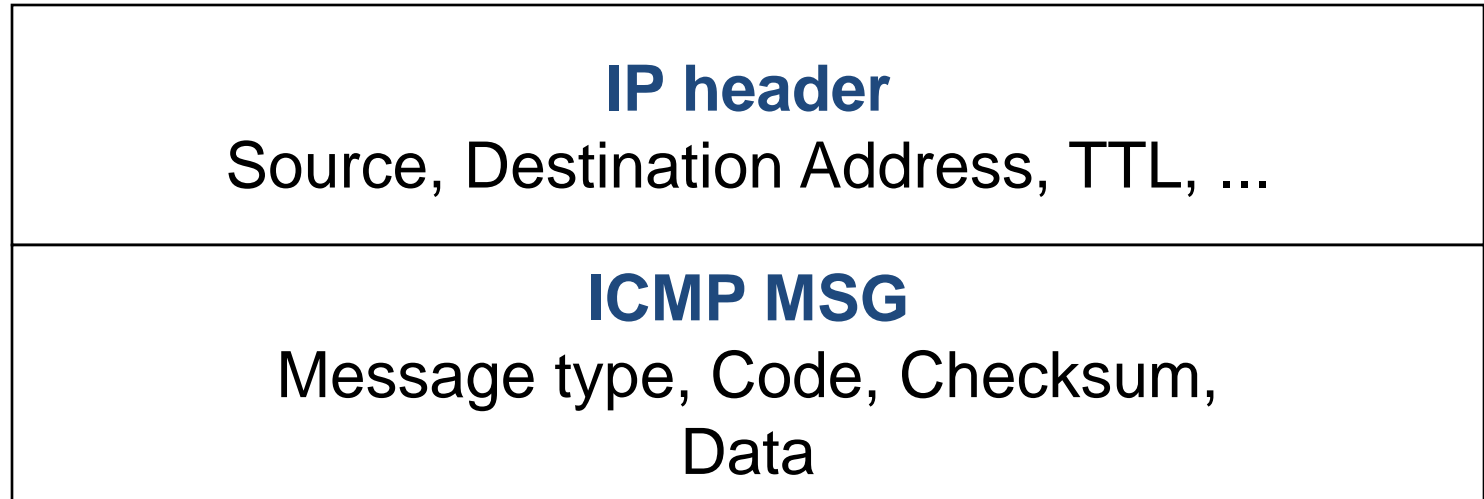 IP header
Source, Destination Address, TTL, ...
ICMP MSG
Message type, Code, Checksum,
Data